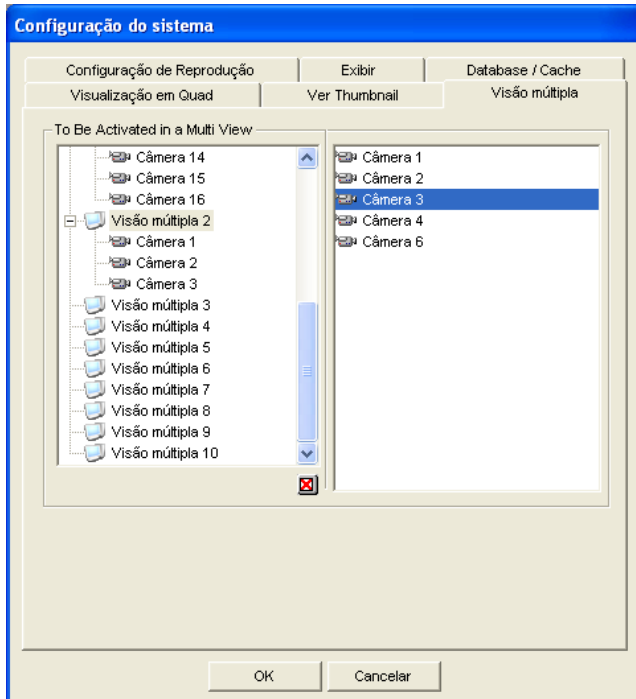 Configuração do sistema
Configuração de Reprodução
Exibir
Database / Cache
Visualização em Quad
Ver Thumbnail
Visão múltipla
To Be Activated in a Multi View
Câmera 14
Câmera 15
Câmera 16
Visão múltipla 2
Câmera 1
Câmera 2
Câmera 3
Visão múltipla 3
Visão múltipla 4
Visão múltipla 5
Visão múltipla 6
Visão múltipla 7
Visão múltipla 8
Visão múltipla 9
Visão múltipla 10
Câmera 1
Câmera 2
Câmera 3
Câmera 4
Câmera 6
OK
Cancelar